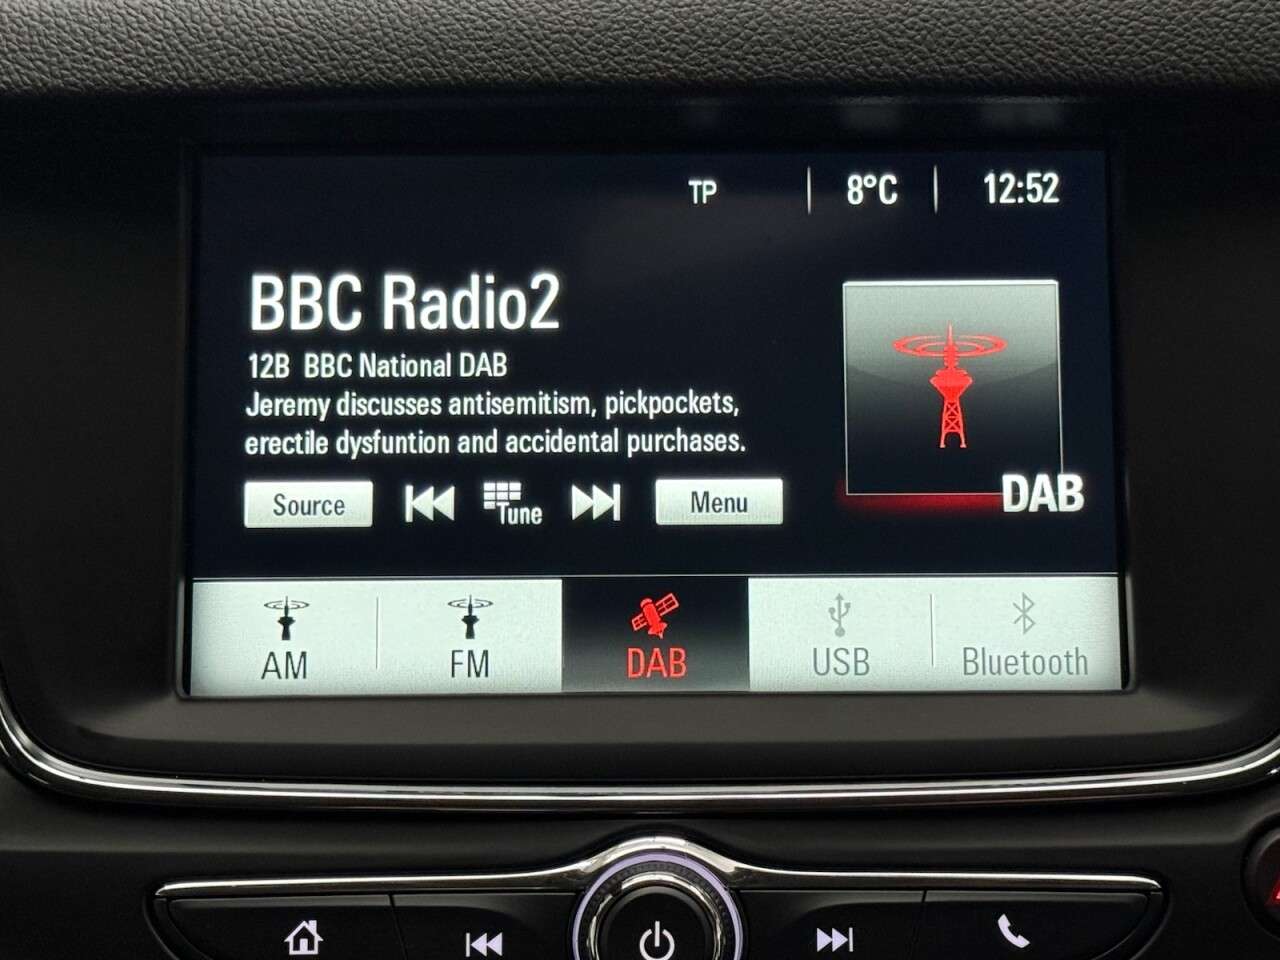 TP 8°C 12:52
BBC Radio2
12B BBC National DAB
Jeremy discusses antisemitism, pickpockets,
erectile dysfuntion and accidental purchases.
DAB
Source Tune Menu
AM FM DAB USB Bluetooth